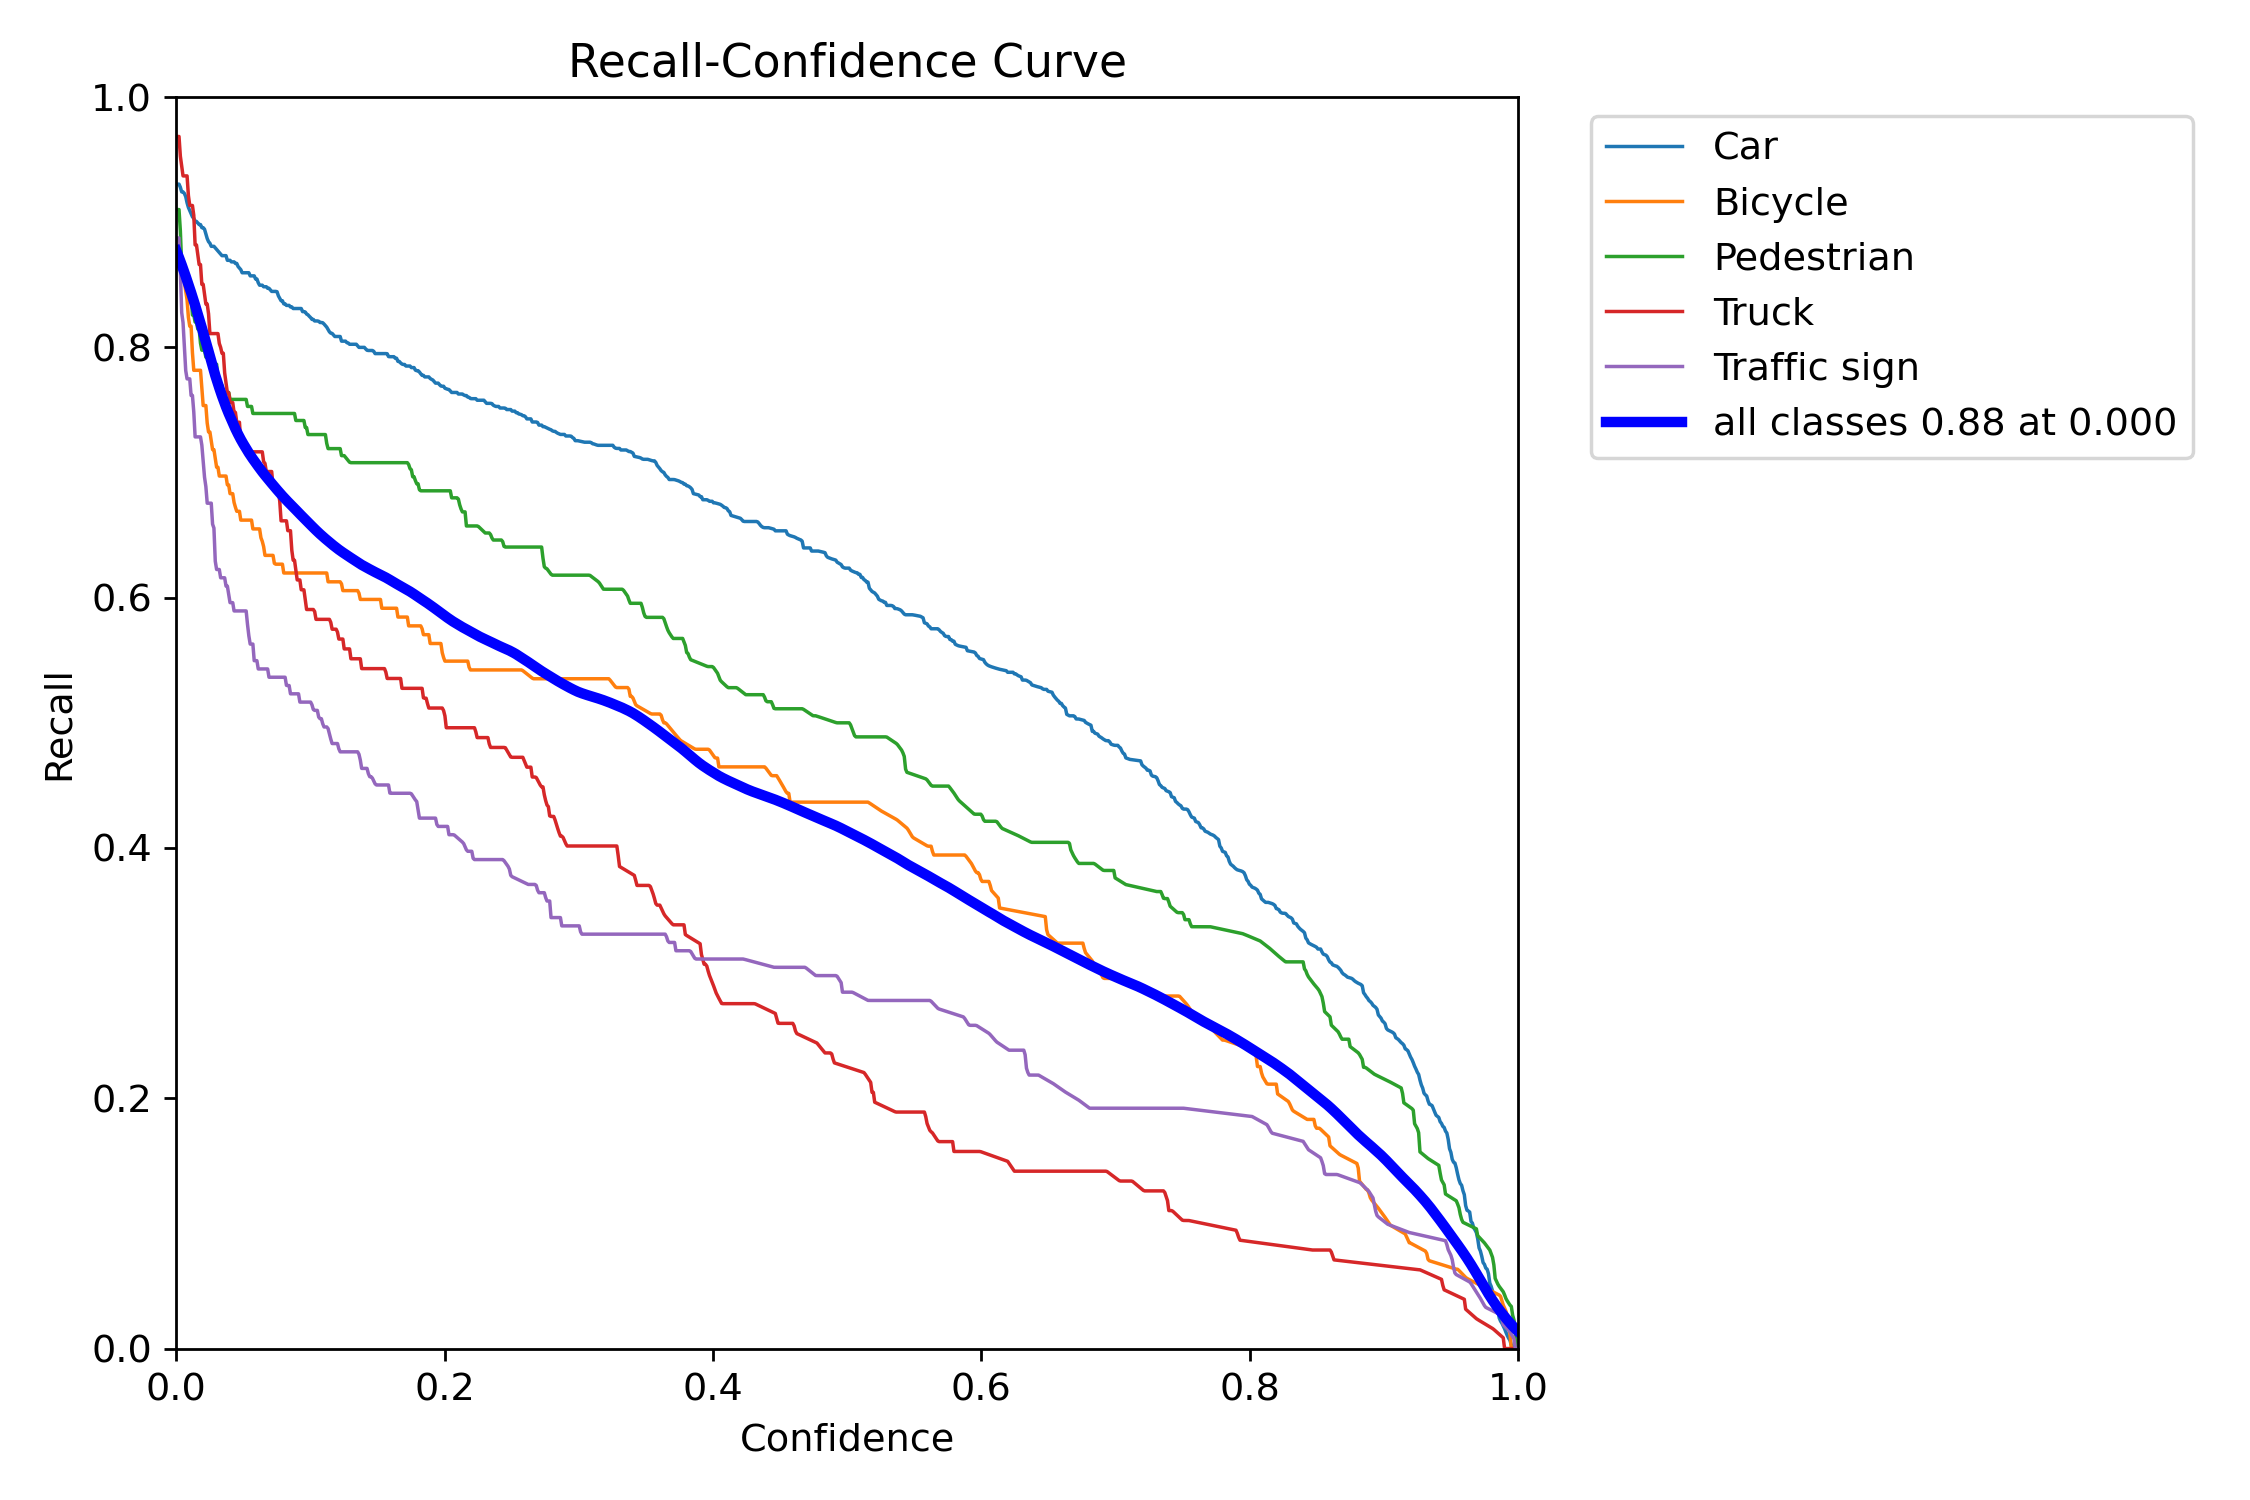 Recall-Confidence Curve
1.0
0.8
0.6
0.4
0.2
0.0
Recall
0.0 0.2 0.4 0.6 0.8 1.0
Confidence
Car
Bicycle
Pedestrian
Truck
Traffic sign
all classes 0.88 at 0.000